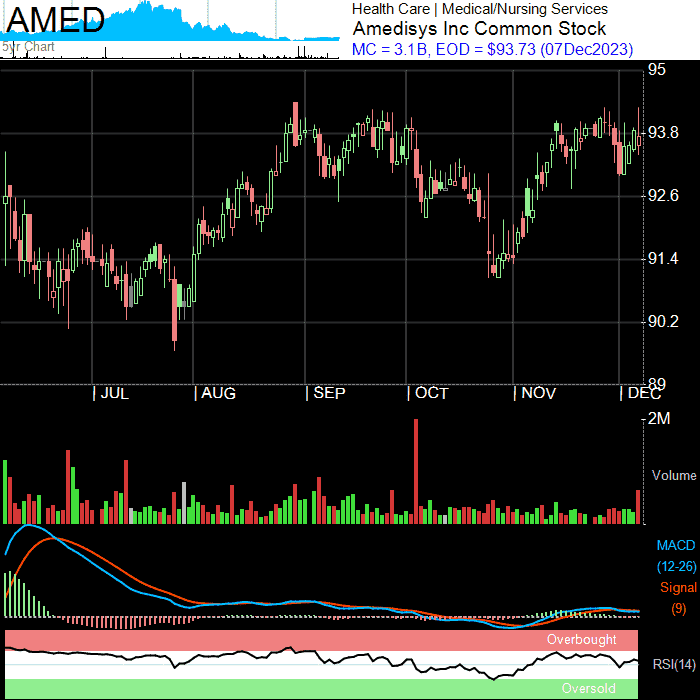 AMED
5yr Chart
Health Care | Medical/Nursing Services
Amedisys Inc Common Stock
MC = 3.1B, EOD = $93.73 (07Dec2023)
95
93.8
92.6
91.4
90.2
89
| JUL | AUG | SEP | OCT | NOV | DEC
2M
Volume
MACD
(12-26)
Signal
(9)
Overbought
RSI(14)
Oversold